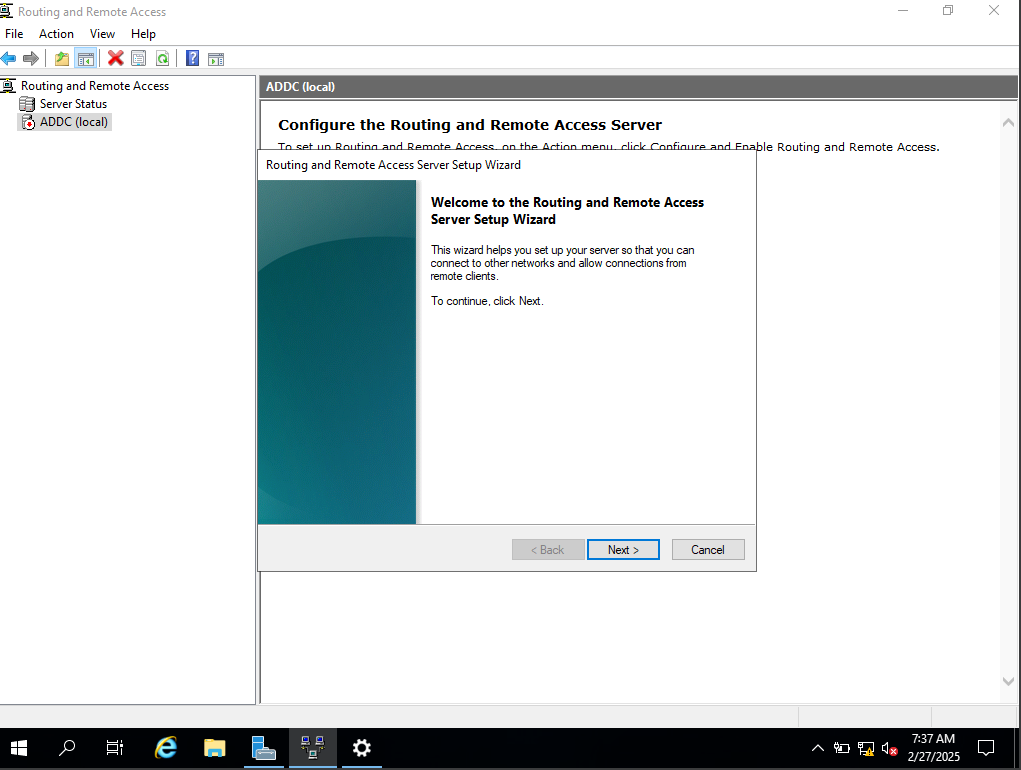 Routing and Remote Access
File Action View Help
Routing and Remote Access
Server Status
ADDC (local)
ADDC (local)
Configure the Routing and Remote Access Server
To set up Routing and Remote Access, on the Action menu, click Configure and Enable Routing and Remote Access.
Routing and Remote Access Server Setup Wizard
Welcome to the Routing and Remote Access
Server Setup Wizard
This wizard helps you set up your server so that you can
connect to other networks and allow connections from
remote clients.
To continue, click Next.
< Back Next > Cancel
7:37 AM
2/27/2025